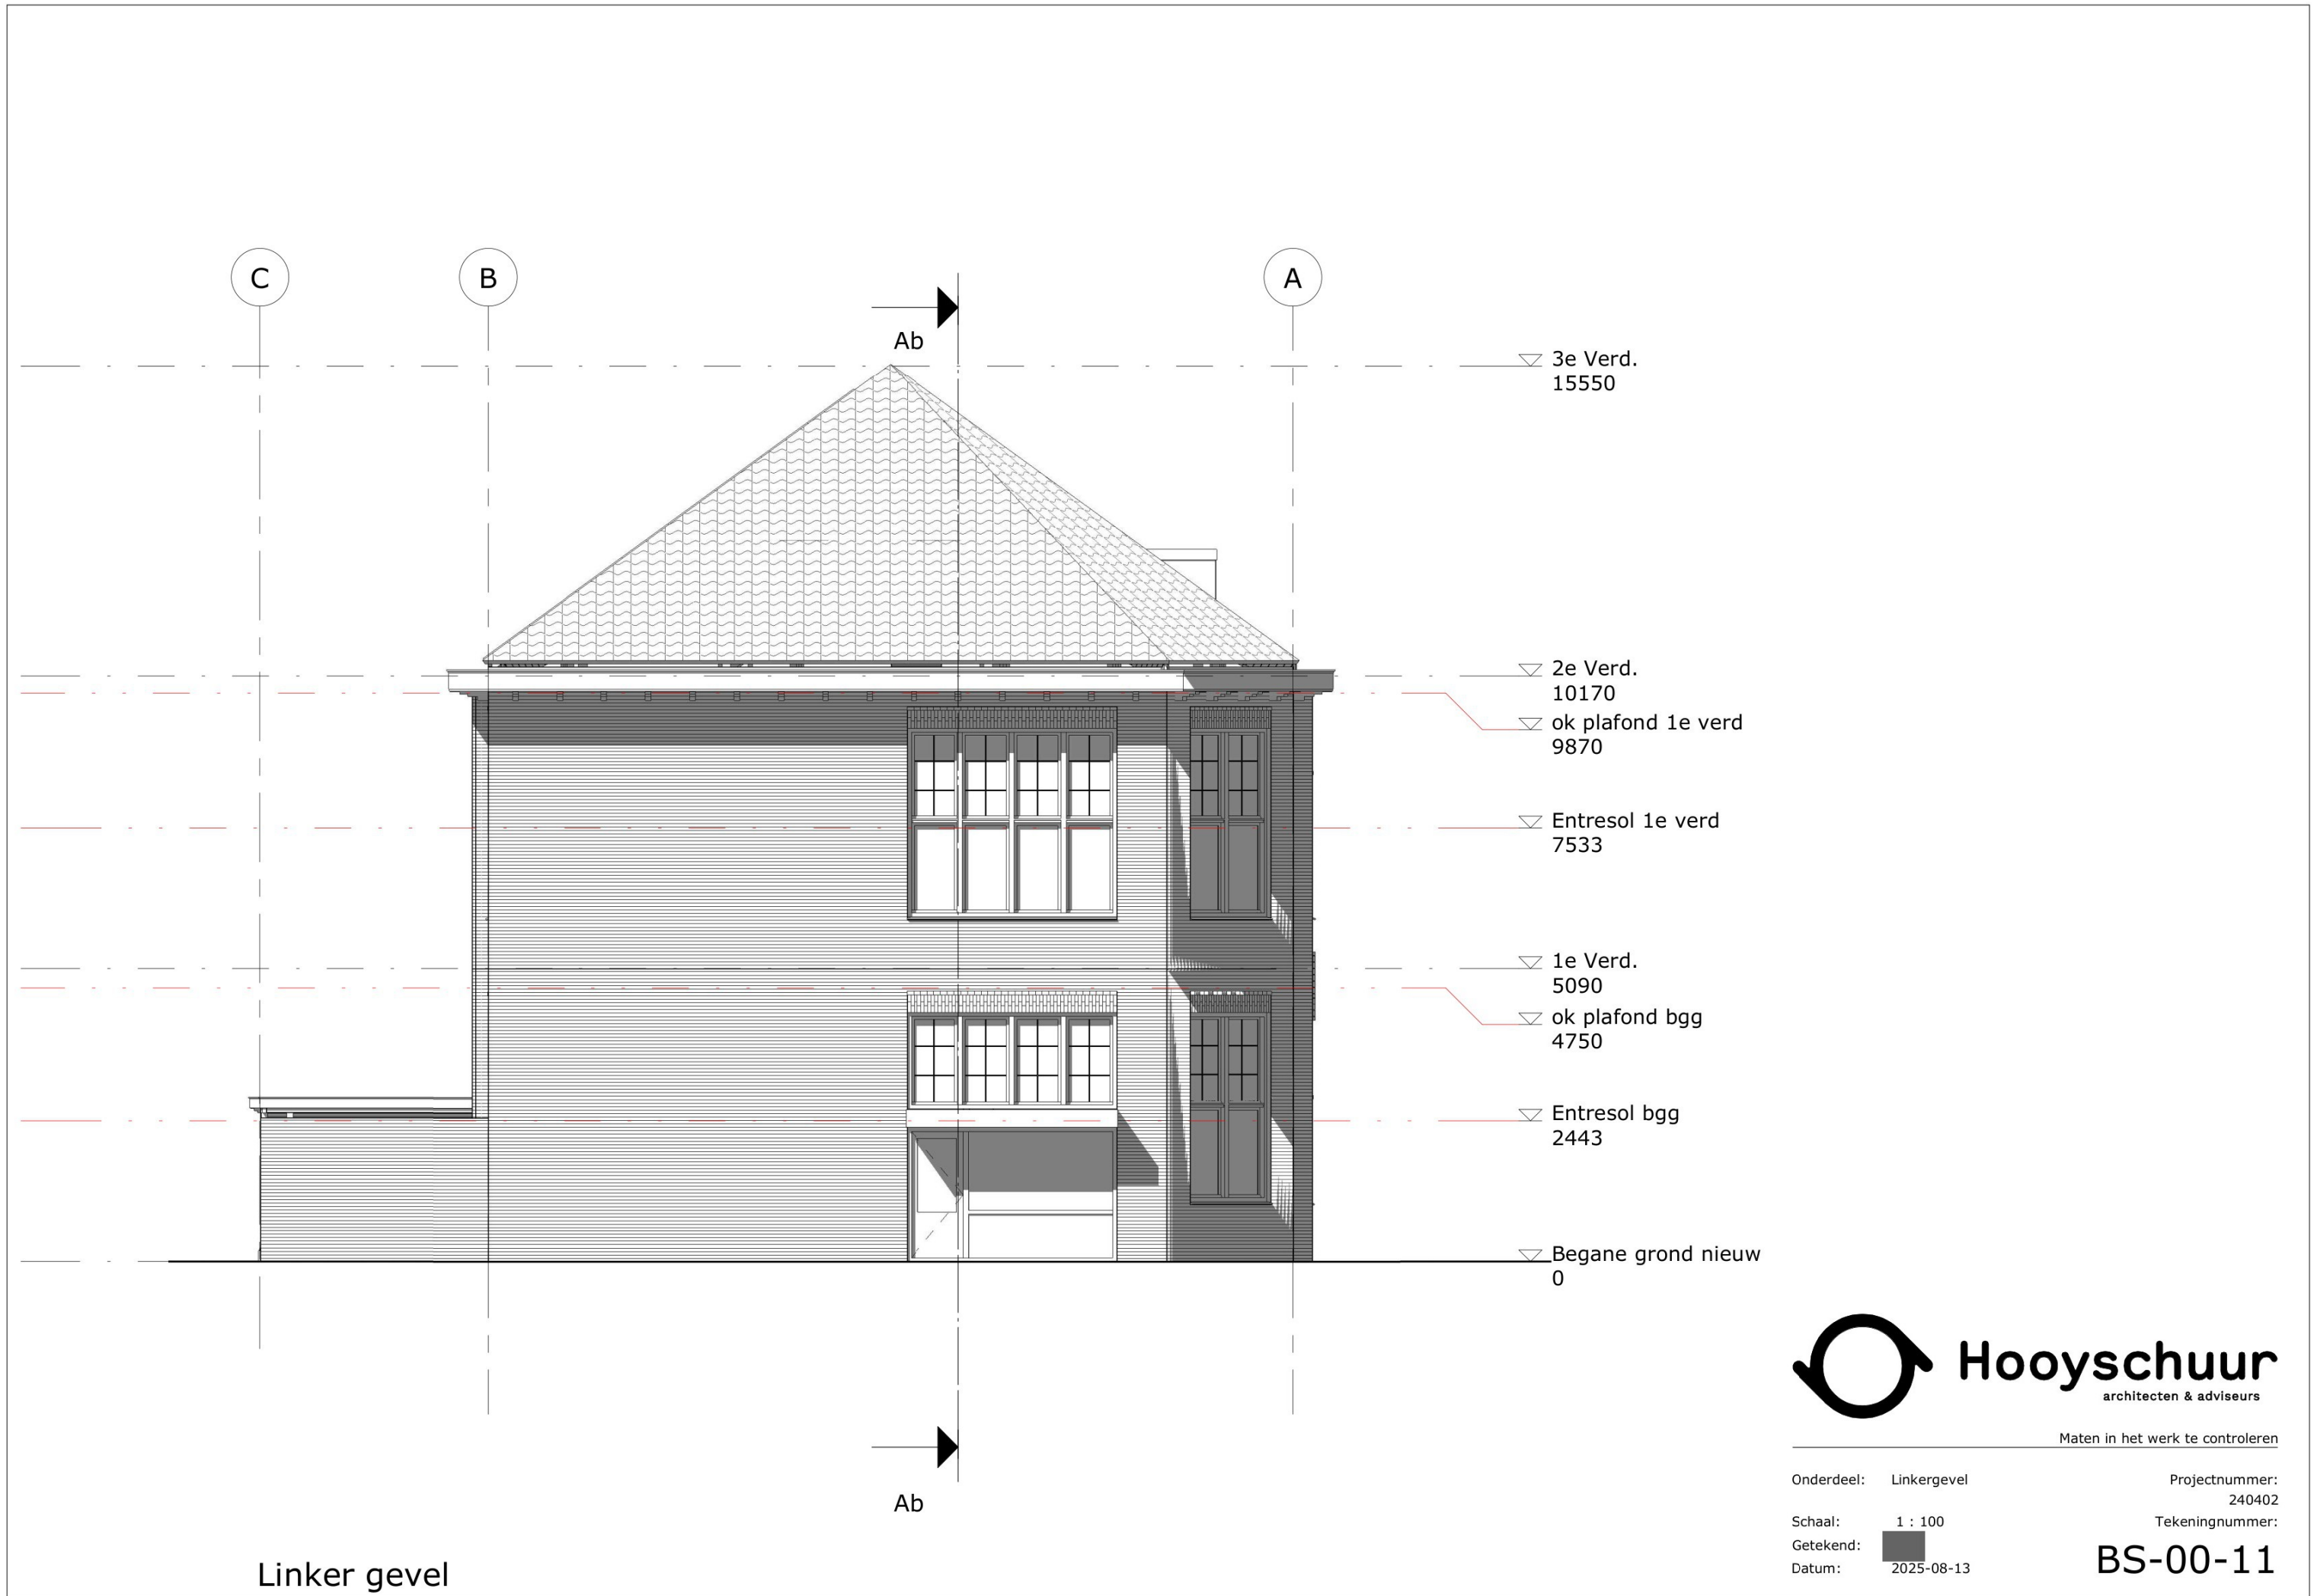 C
B
A
Ab
3e Verd.
15550
2e Verd.
10170
ok plafond 1e verd
9870
Entresol 1e verd
7533
1e Verd.
5090
ok plafond bgg
4750
Entresol bgg
2443
Begane grond nieuw
0
Ab
Linker gevel
Hooyschuur
architecten & adviseurs
Maten in het werk te controleren
Onderdeel: Linkergevel
Projectnummer:
240402
Schaal: 1 : 100
Tekeningnummer:
Getekend:
BS-00-11
Datum: 2025-08-13